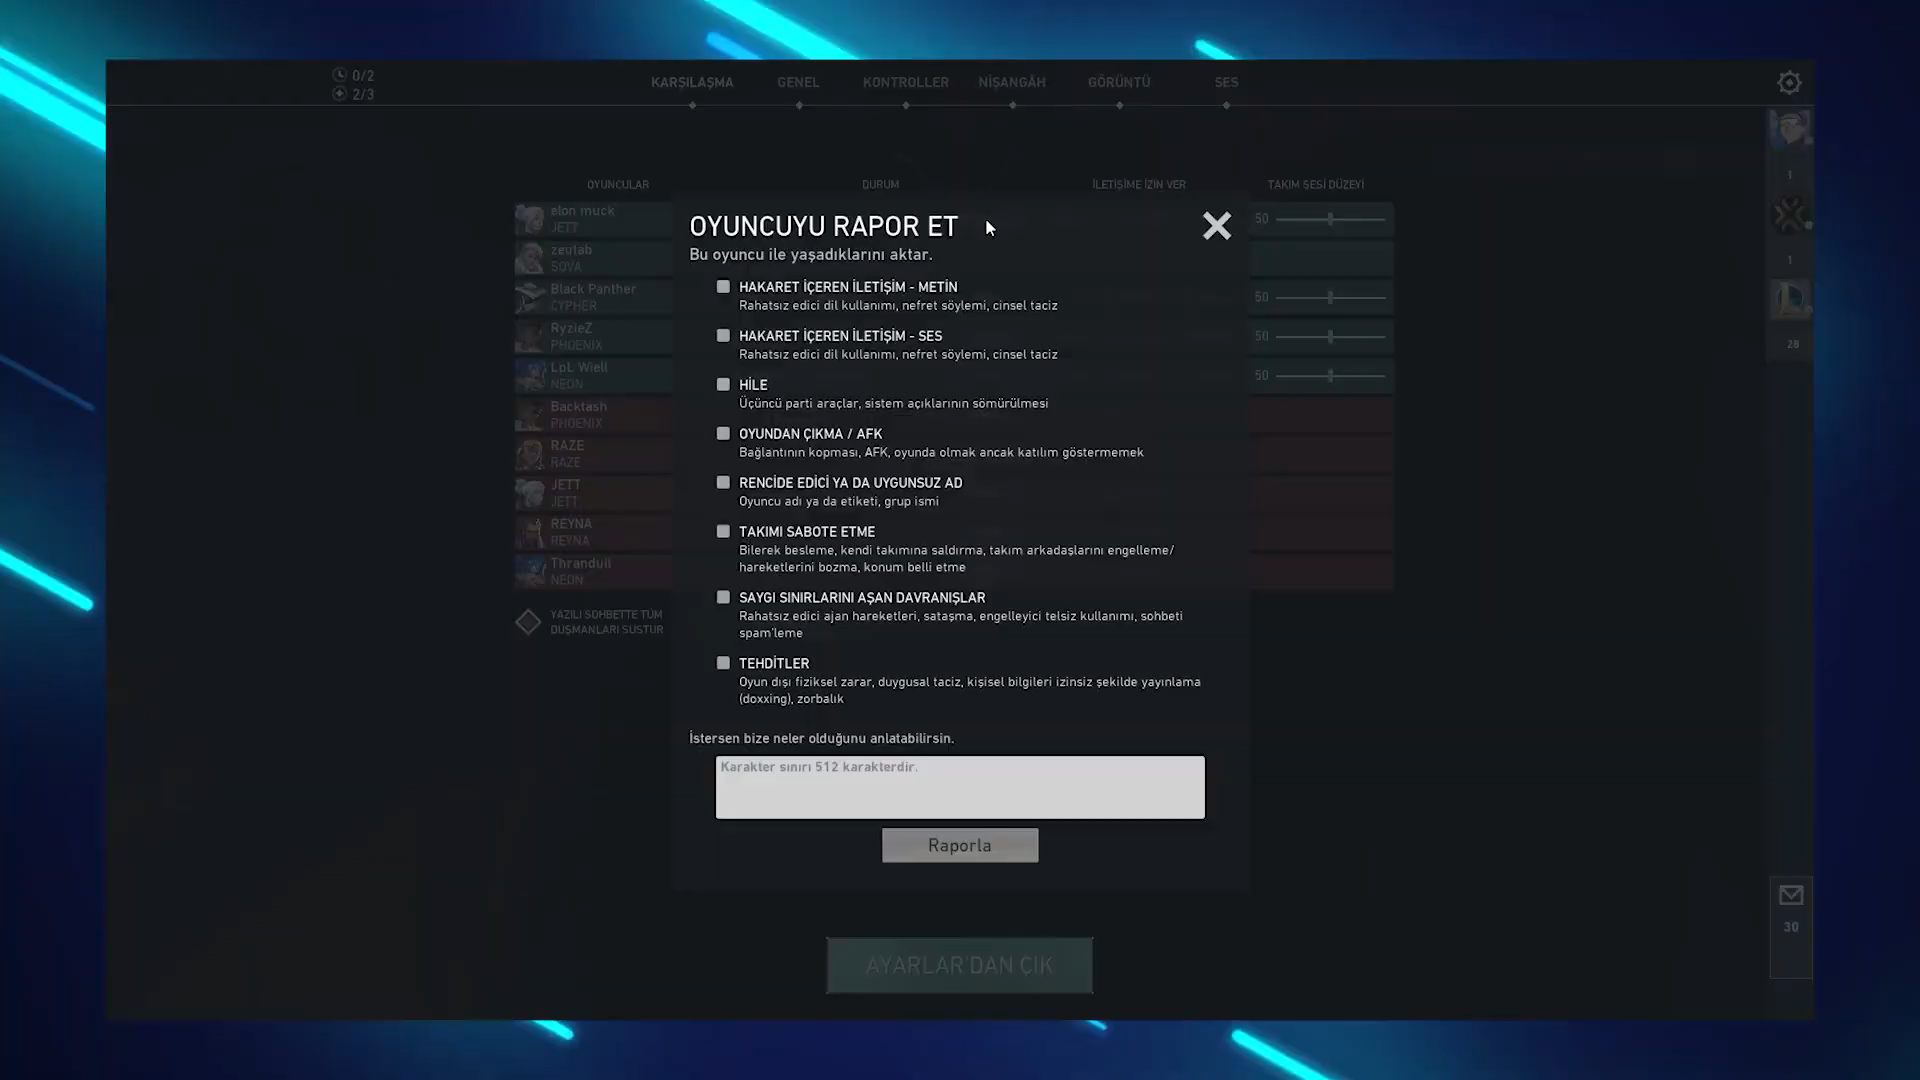 0/2
2/3
KARŞILAŞMA
GENEL
KONTROLLER
NİŞANGÂH
GÖRÜNTÜ
SES
OYUNCULAR
DURUM
İLETİŞİME İZİN VER
TAKIM SESİ DÜZEYİ
elon muck
JETT
50
zeutab
SOVA
Black Panther
CYPHER
50
RyzieZ
PHOENIX
50
LpL Wiell
NEON
50
Backtash
PHOENIX
RAZE
RAZE
JETT
JETT
REYNA
REYNA
Thranduil
NEON
YAZILI SOHBETTE TÜM
DÜŞMANLARI SUSTUR
OYUNCUYU RAPOR ET
Bu oyuncu ile yaşadıklarını aktar.
HAKARET İÇEREN İLETİŞİM - METİN
Rahatsız edici dil kullanımı, nefret söylemi, cinsel taciz
HAKARET İÇEREN İLETİŞİM - SES
Rahatsız edici dil kullanımı, nefret söylemi, cinsel taciz
HİLE
Üçüncü parti araçlar, sistem açıklarının sömürülmesi
OYUNDAN ÇIKMA / AFK
Bağlantının kopması, AFK, oyunda olmak ancak katılım göstermemek
RENCİDE EDİCİ YA DA UYGUNSUZ AD
Oyuncu adı ya da etiketi, grup ismi
TAKIMI SABOTE ETME
Bilerek besleme, kendi takımına saldırma, takım arkadaşlarını engelleme/
hareketlerini bozma, konum belli etme
SAYGI SINIRLARINI AŞAN DAVRANIŞLAR
Rahatsız edici ajan hareketleri, sataşma, engelleyici telsiz kullanımı, sohbeti
spam'leme
TEHDİTLER
Oyun dışı fiziksel zarar, duygusal taciz, kişisel bilgileri izinsiz şekilde yayınlama
(doxxing), zorbalık
İstersen bize neler olduğunu anlatabilirsin.
Karakter sınırı 512 karakterdir.
Raporla
AYARLAR'DAN ÇIK
1
1
28
30